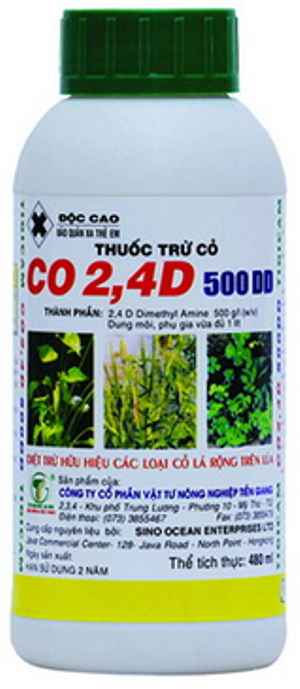 ĐỘC CAO
BẢO QUẢN XA TRẺ EM
THUỐC TRỪ CỎ
CO 2,4D 500 DD
THÀNH PHẦN: 2,4 D Dimethyl Amine 500 g/l (w/v)
Dung môi, phụ gia vừa đủ 1 lít
DIỆT TRỪ HỮU HIỆU CÁC LOẠI CỎ LÁ RỘNG TRÊN LÚA
Sản phẩm của:
CÔNG TY CỔ PHẦN VẬT TƯ NÔNG NGHIỆP TIỀN GIANG
2,3,4 - Khu phố Trung Lương - Phường 10 - Mỹ Tho - TG
Điện thoại: (073) 3855467 Fax: (073)
Cung cấp nguyên liệu bởi: SINO OCEAN ENTERPRISES LTD
Java Commercial Center- 128- Java Road - North Point - Hongkong
Ngày sản xuất:
HẠN SỬ DỤNG 2 NĂM
Thể tích thực: 480 ml